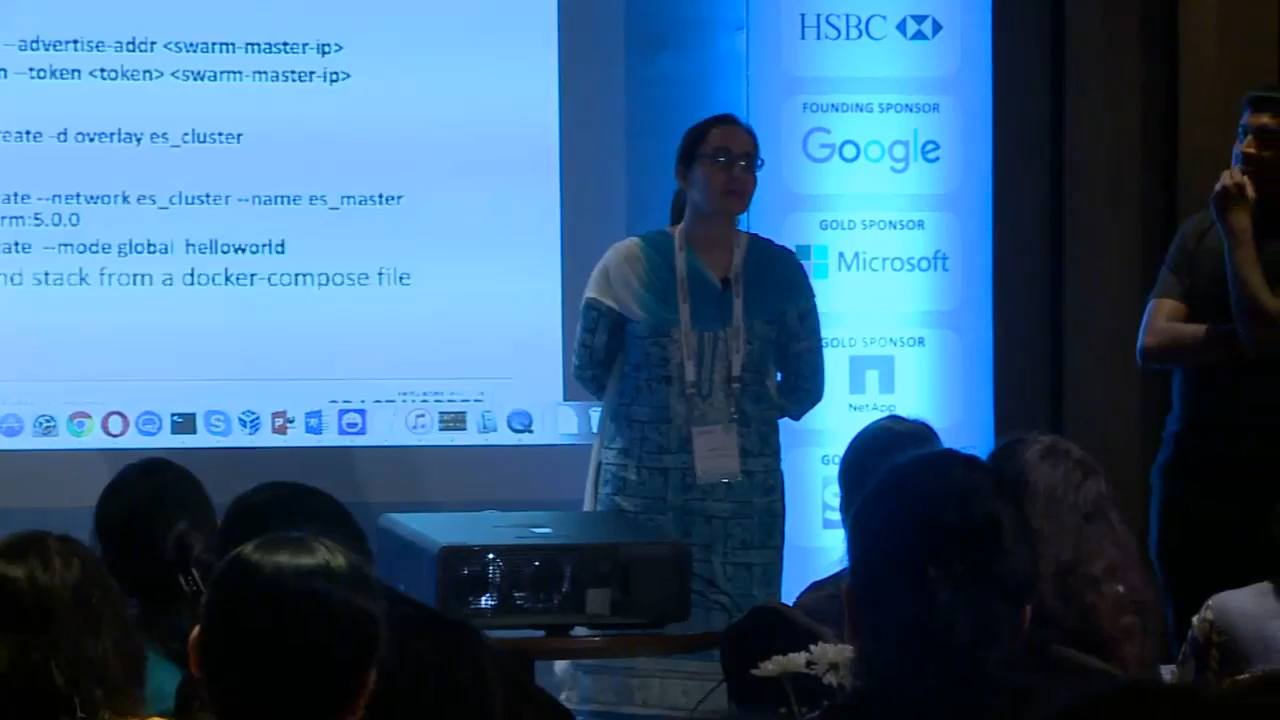 –advertise-addr <swarm-master-ip>
n –token <token> <swarm-master-ip>
reate -d overlay es_cluster
ate --network es_cluster --name es_master
rm:5.0.0
ate --mode global helloworld
nd stack from a docker-compose file
HSBC
FOUNDING SPONSOR
Google
GOLD SPONSOR
Microsoft
GOLD SPONSOR
NetApp
GO